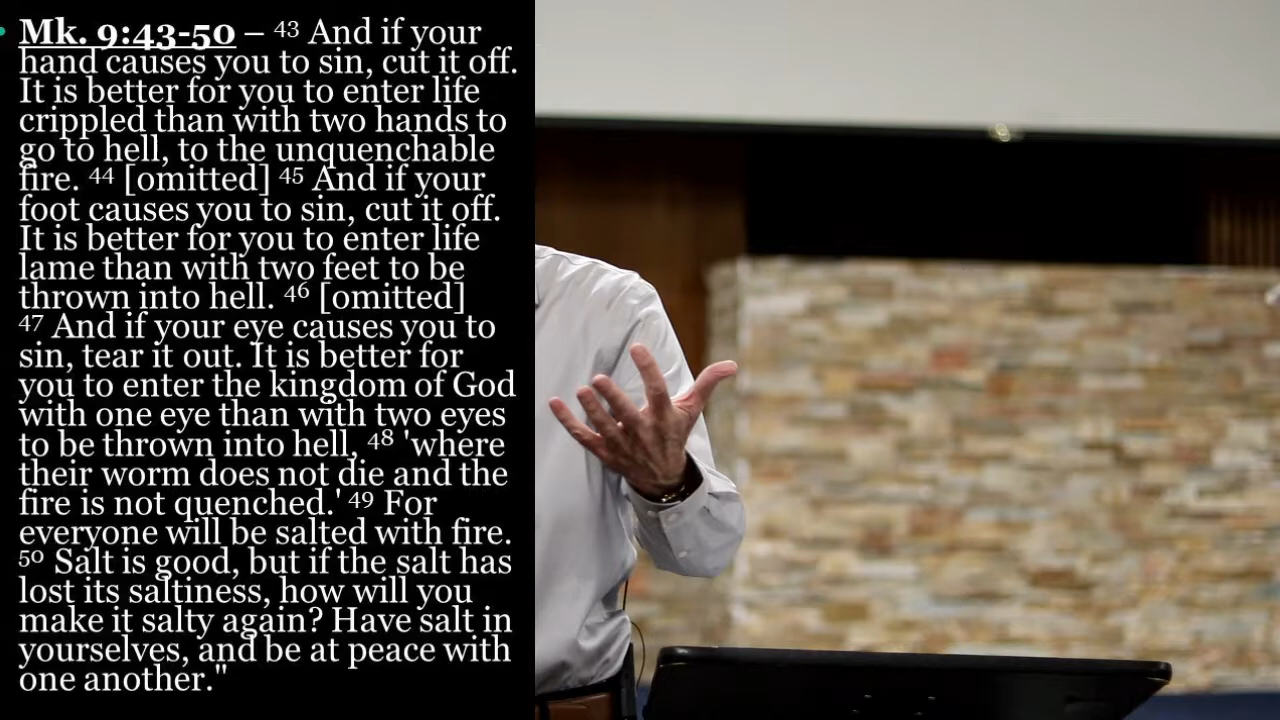 • Mk. 9:43-50 – 43 And if your
hand causes you to sin, cut it off.
It is better for you to enter life
crippled than with two hands to
go to hell, to the unquenchable
fire. 44 [omitted] 45 And if your
foot causes you to sin, cut it off.
It is better for you to enter life
lame than with two feet to be
thrown into hell. 46 [omitted]
47 And if your eye causes you to
sin, tear it out. It is better for
you to enter the kingdom of God
with one eye than with two eyes
to be thrown into hell, 48 'where
their worm does not die and the
fire is not quenched.' 49 For
everyone will be salted with fire.
50 Salt is good, but if the salt has
lost its saltiness, how will you
make it salty again? Have salt in
yourselves, and be at peace with
one another."